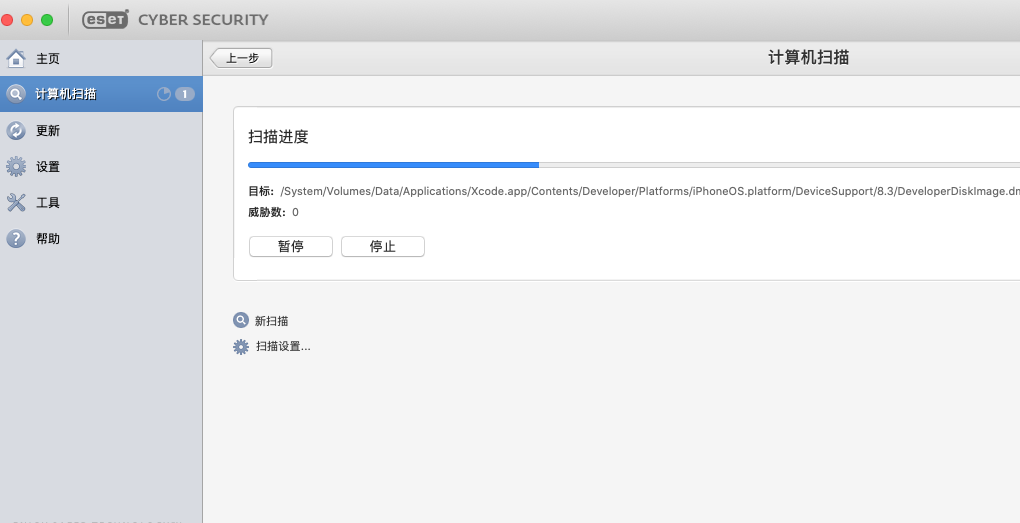 eseT CYBER SECURITY
主页
计算机扫描 1
更新
设置
工具
帮助
上一步
计算机扫描
扫描进度
目标: /System/Volumes/Data/Applications/Xcode.app/Contents/Developer/Platforms/iPhoneOS.platform/DeviceSupport/8.3/DeveloperDiskImage.dm
威胁数: 0
暂停 停止
新扫描
扫描设置...